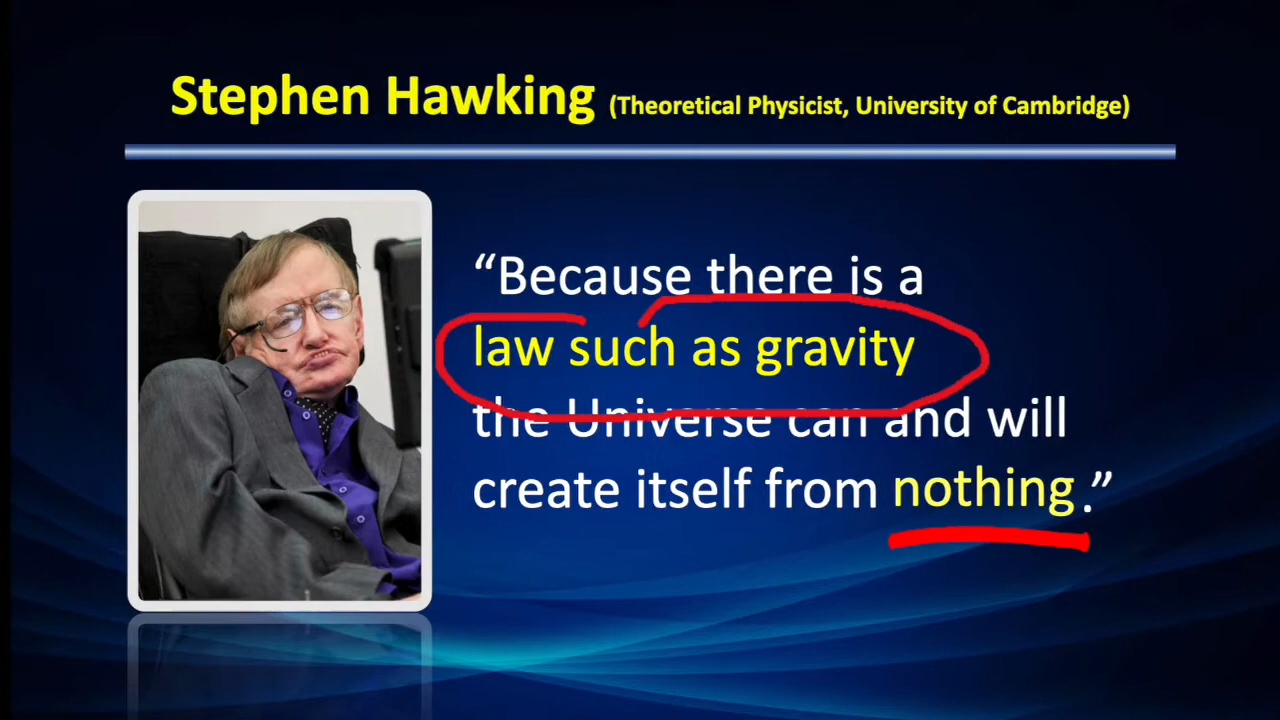 Stephen Hawking (Theoretical Physicist, University of Cambridge)
“Because there is a
law such as gravity
the Universe can and will
create itself from nothing.”